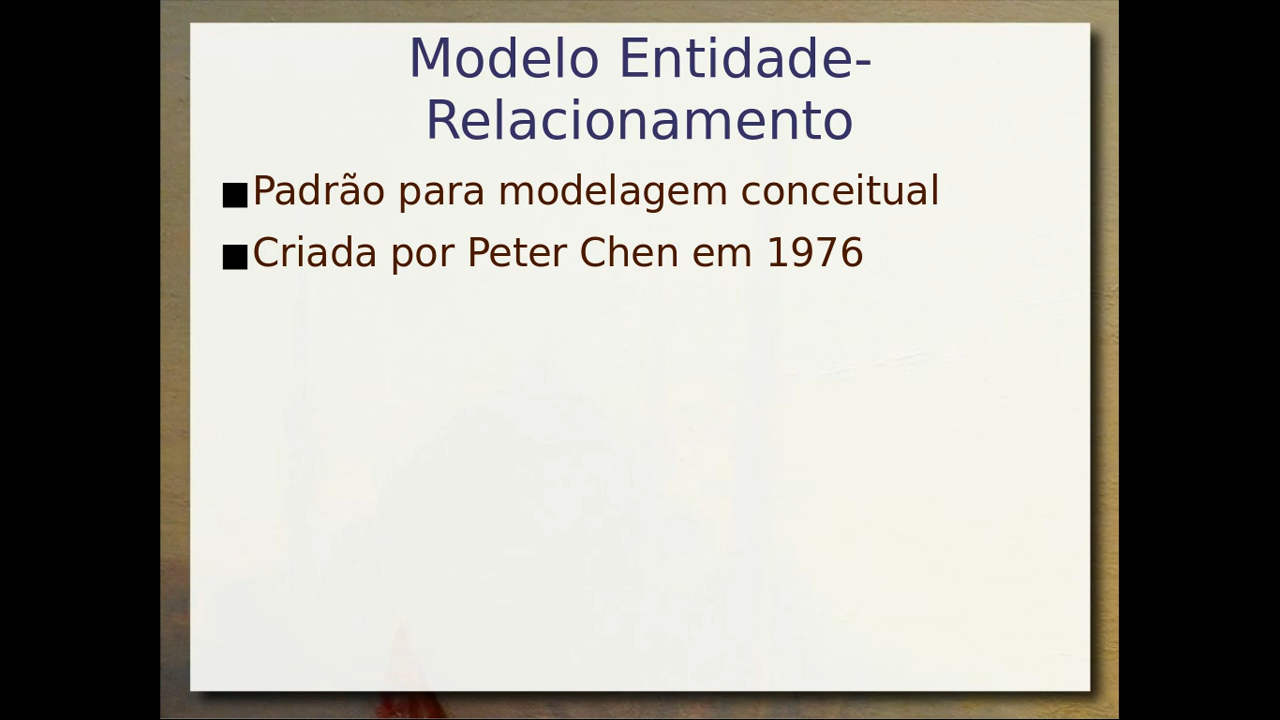 Modelo Entidade-
Relacionamento
■Padrão para modelagem conceitual
■Criada por Peter Chen em 1976